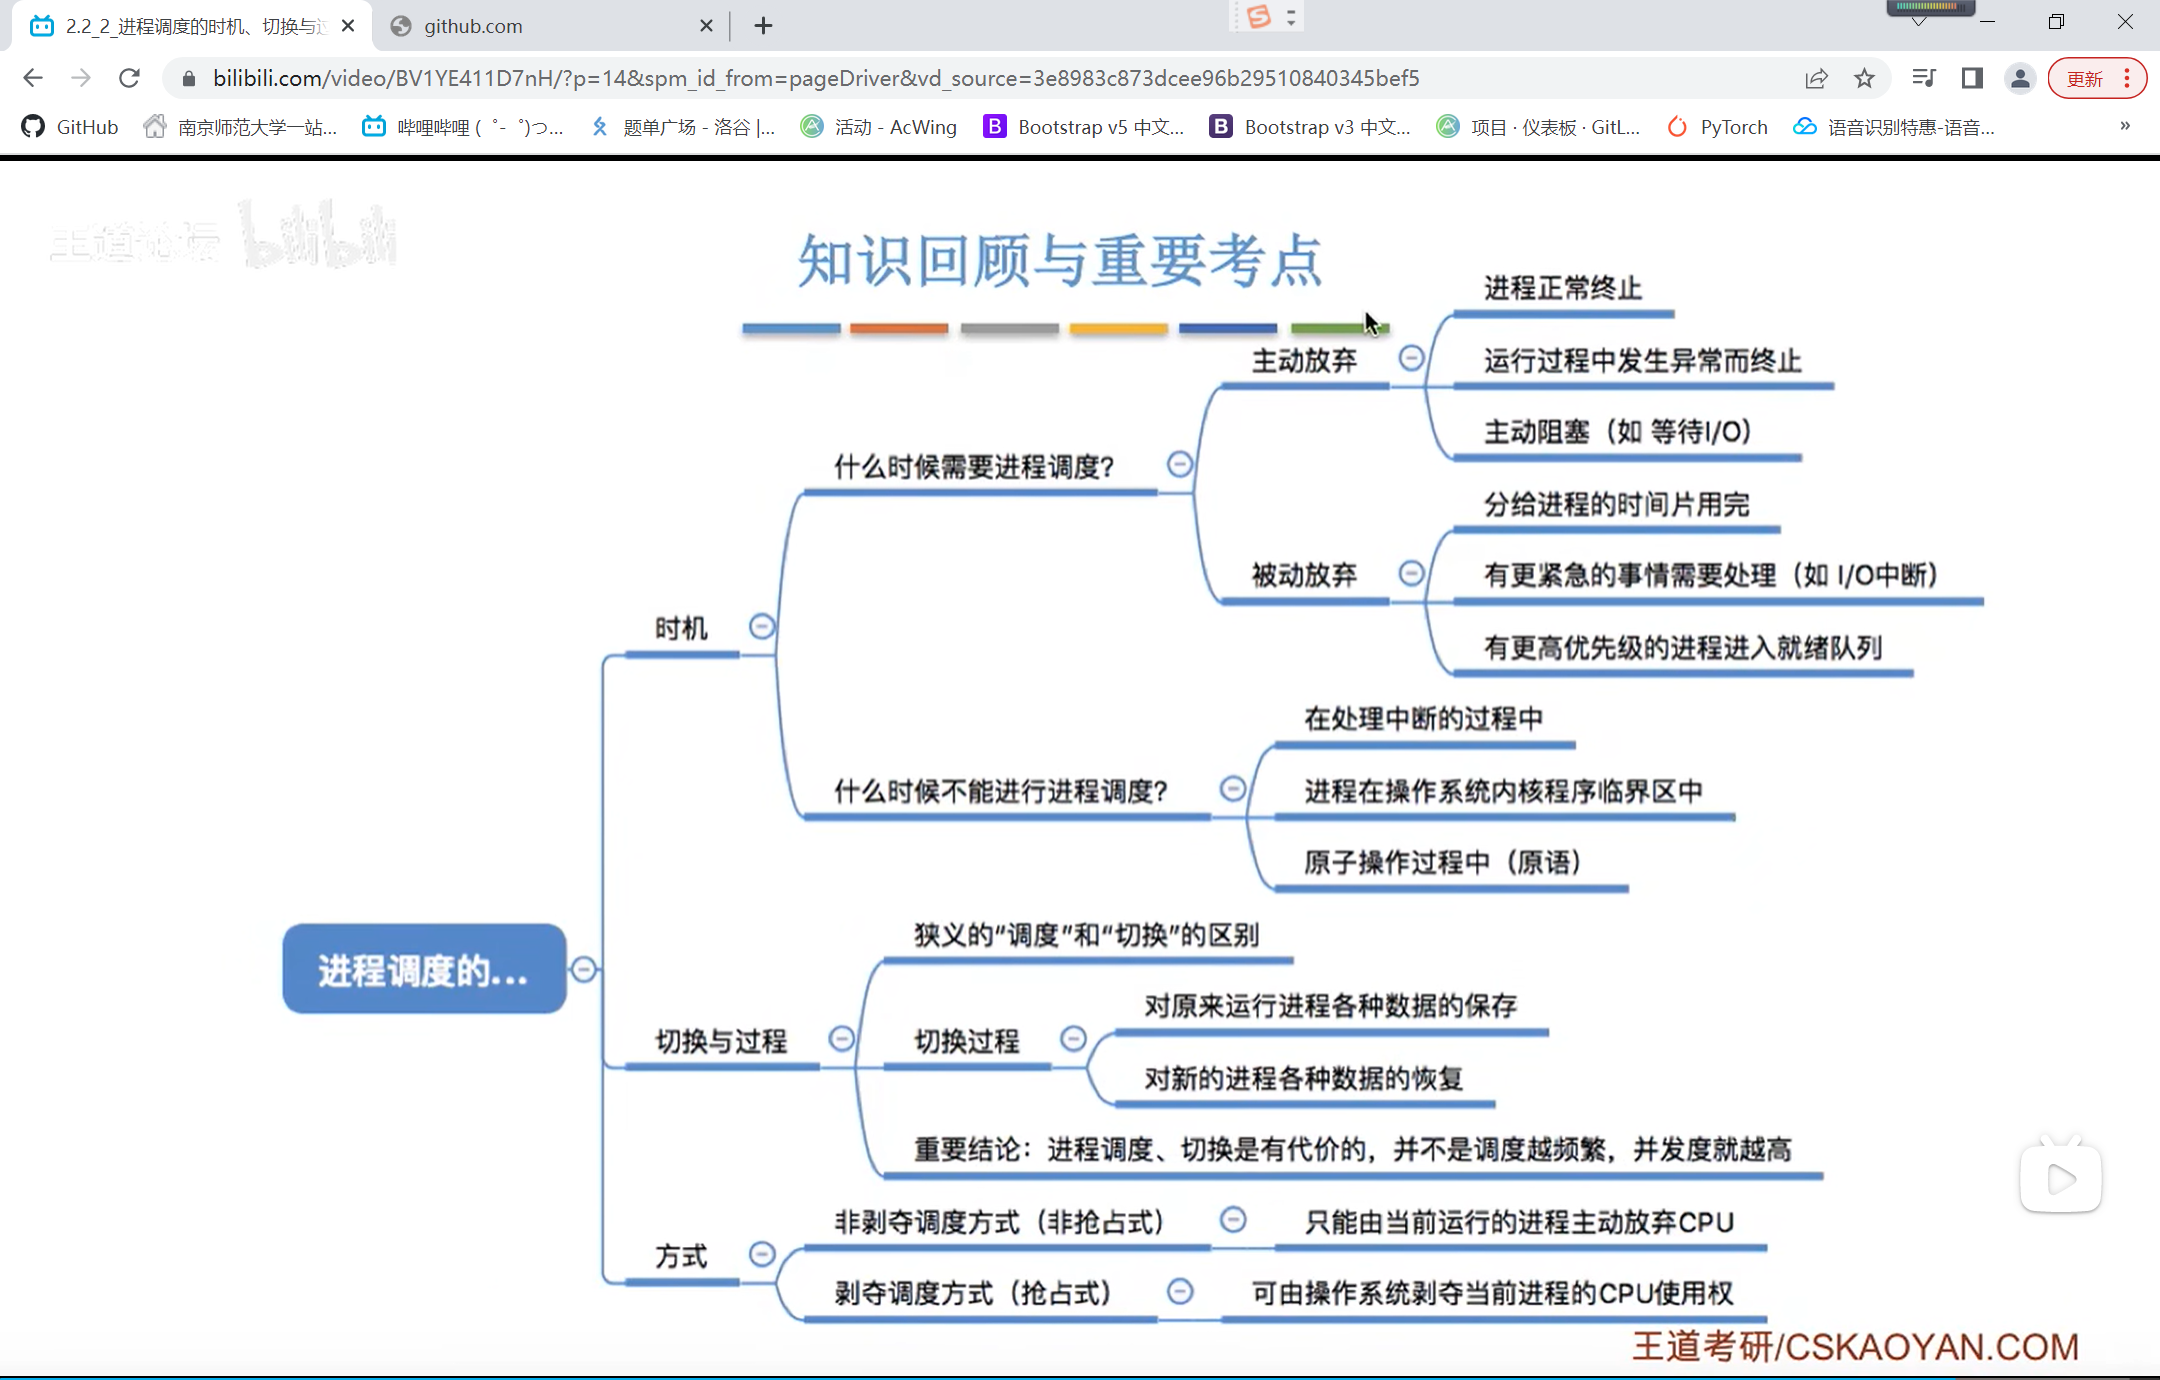 2.2_2_进程调度的时机、切换与过
github.com
bilibili.com/video/BV1YE411D7nH/?p=14&spm_id_from=pageDriver&vd_source=3e8983c873dcee96b29510840345bef5
更新
GitHub
南京师范大学一站...
哔哩哔哩 (゜-゜)つ...
题单广场 - 洛谷 |...
活动 - AcWing
Bootstrap v5 中文...
Bootstrap v3 中文...
项目 · 仪表板 · GitL...
PyTorch
语音识别特惠-语音...
»
王道论坛 bilibili
知识回顾与重要考点
进程正常终止
主动放弃
运行过程中发生异常而终止
主动阻塞（如 等待I/O）
什么时候需要进程调度?
分给进程的时间片用完
被动放弃
有更紧急的事情需要处理（如 I/O中断）
有更高优先级的进程进入就绪队列
时机
在处理中断的过程中
什么时候不能进行进程调度?
进程在操作系统内核程序临界区中
原子操作过程中（原语）
进程调度的...
狭义的“调度”和“切换”的区别
切换与过程
切换过程
对原来运行进程各种数据的保存
对新的进程各种数据的恢复
重要结论：进程调度、切换是有代价的，并不是调度越频繁，并发度就越高
方式
非剥夺调度方式（非抢占式）
只能由当前运行的进程主动放弃CPU
剥夺调度方式（抢占式）
可由操作系统剥夺当前进程的CPU使用权
王道考研/CSKAOYAN.COM